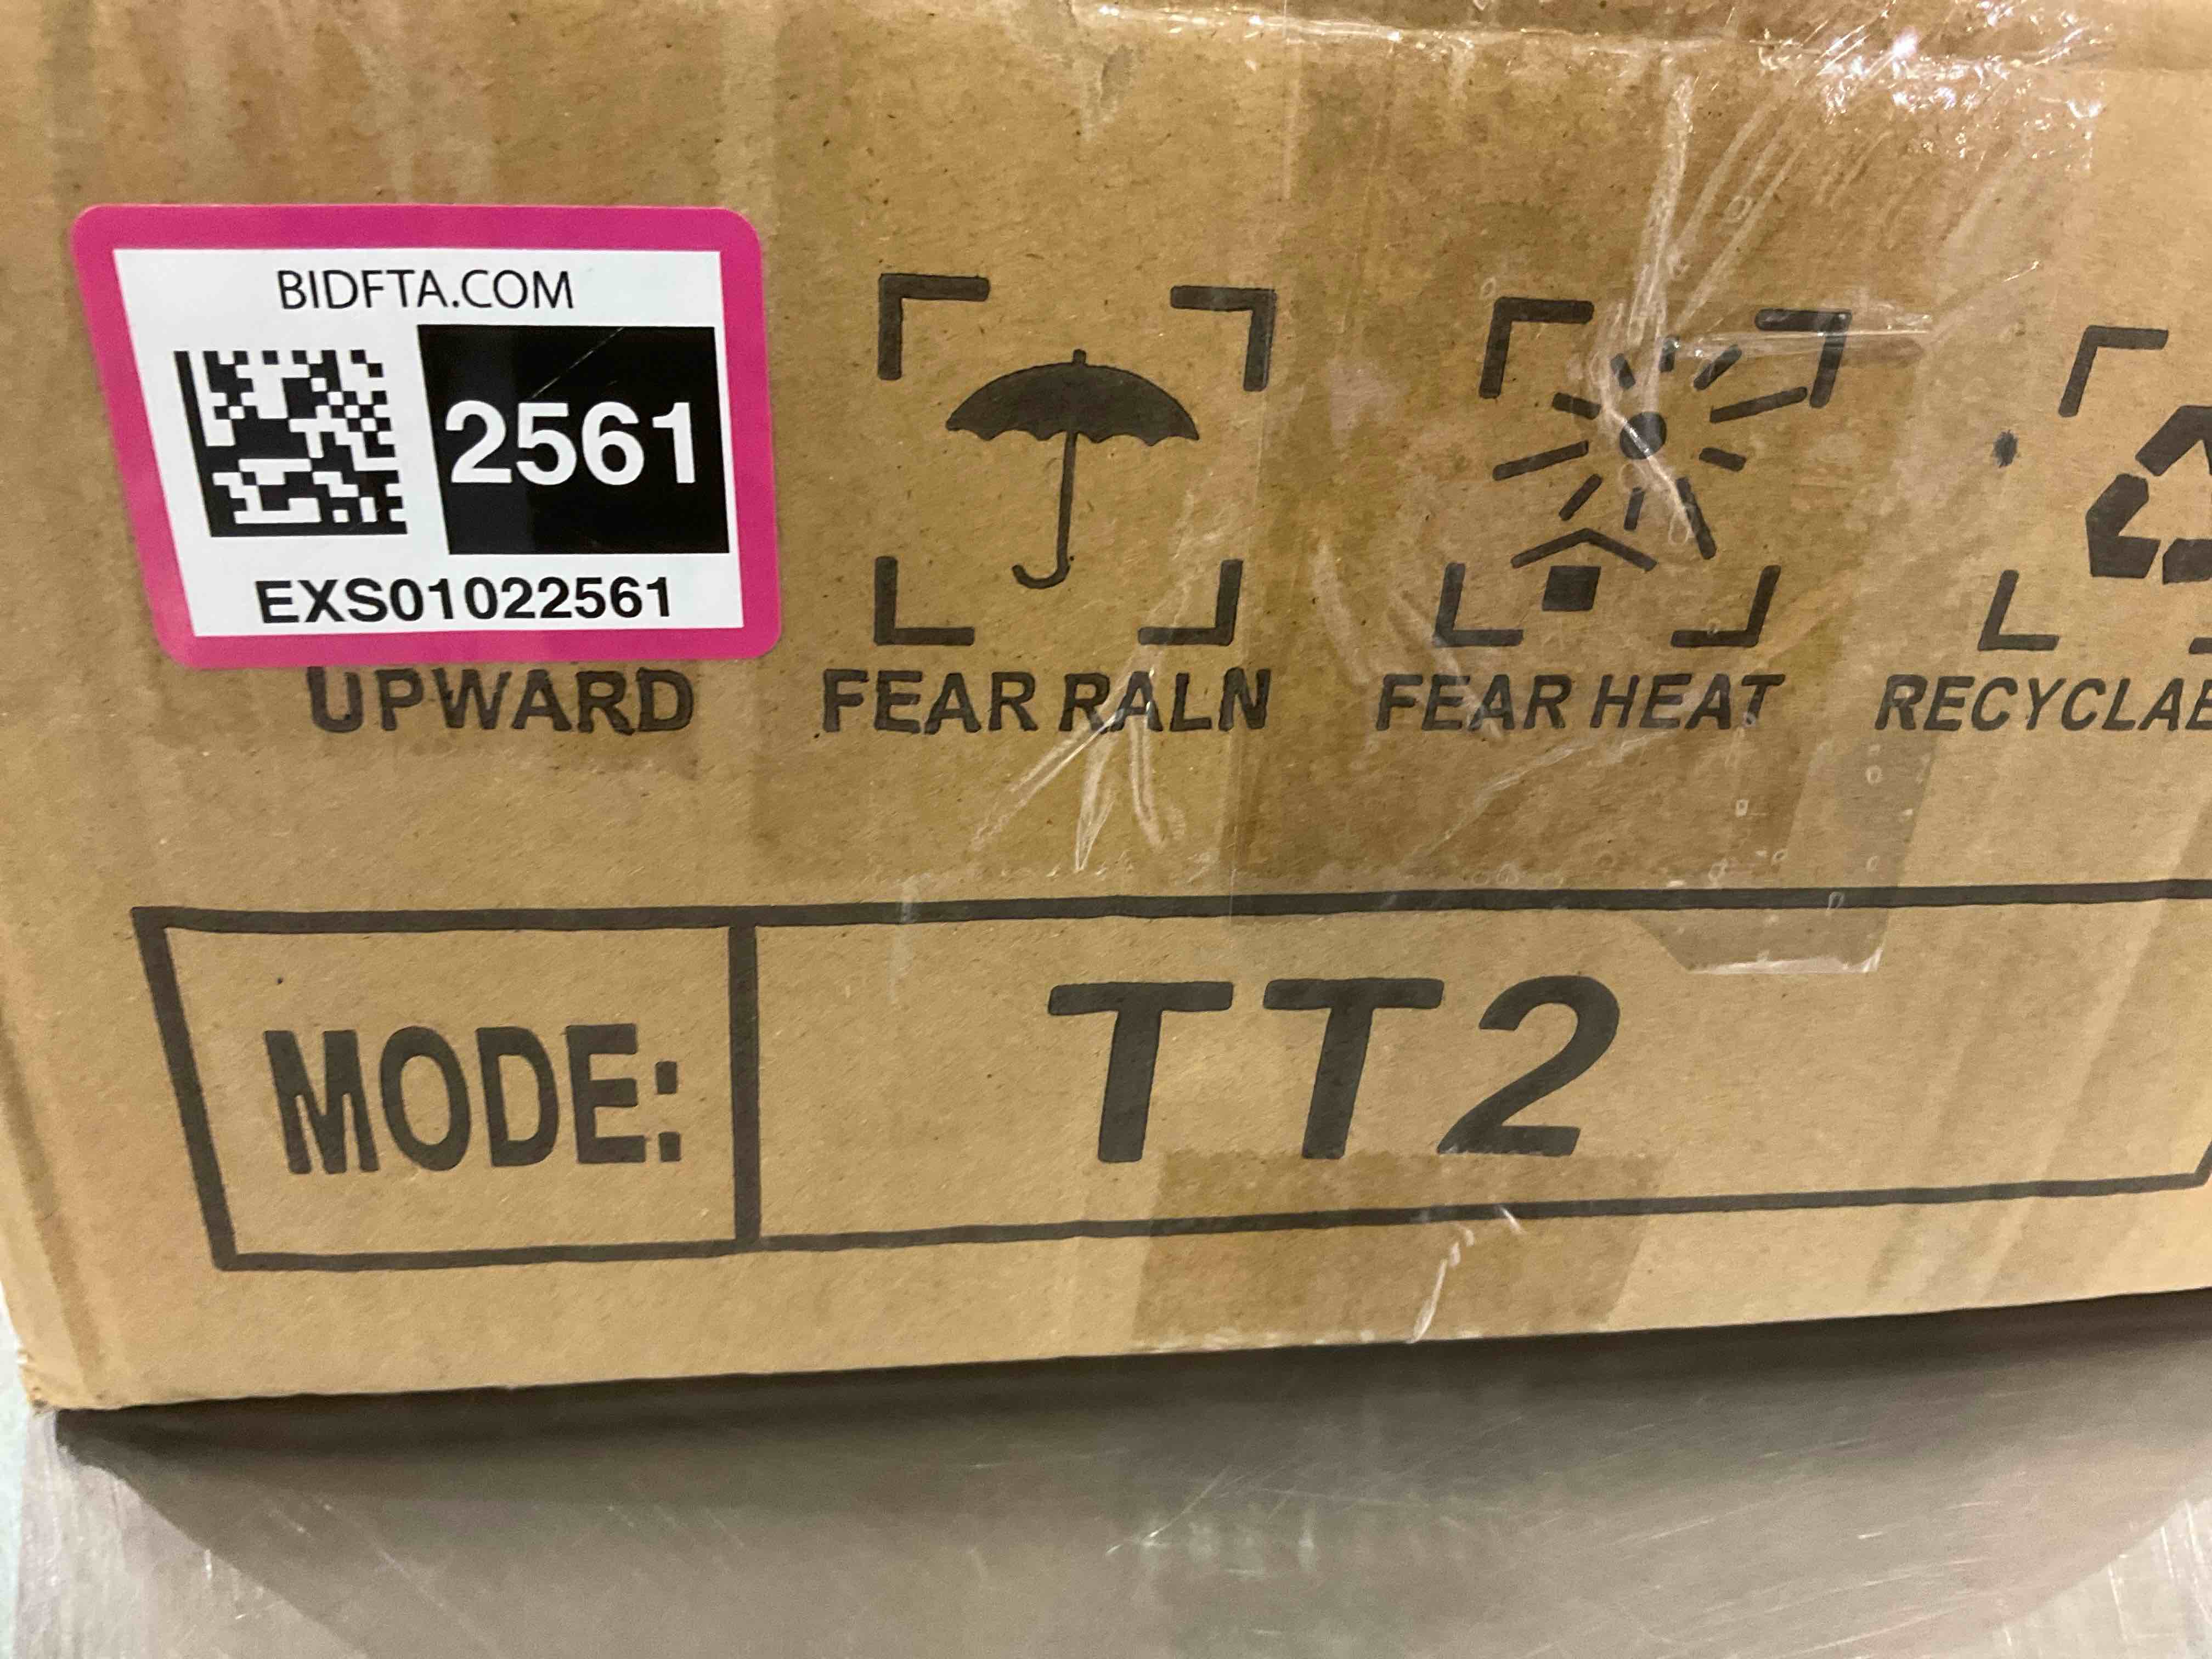 BIDFTA.COM
2561
EXS01022561
UPWARD FEAR RALN FEAR HEAT
MODE: TT2